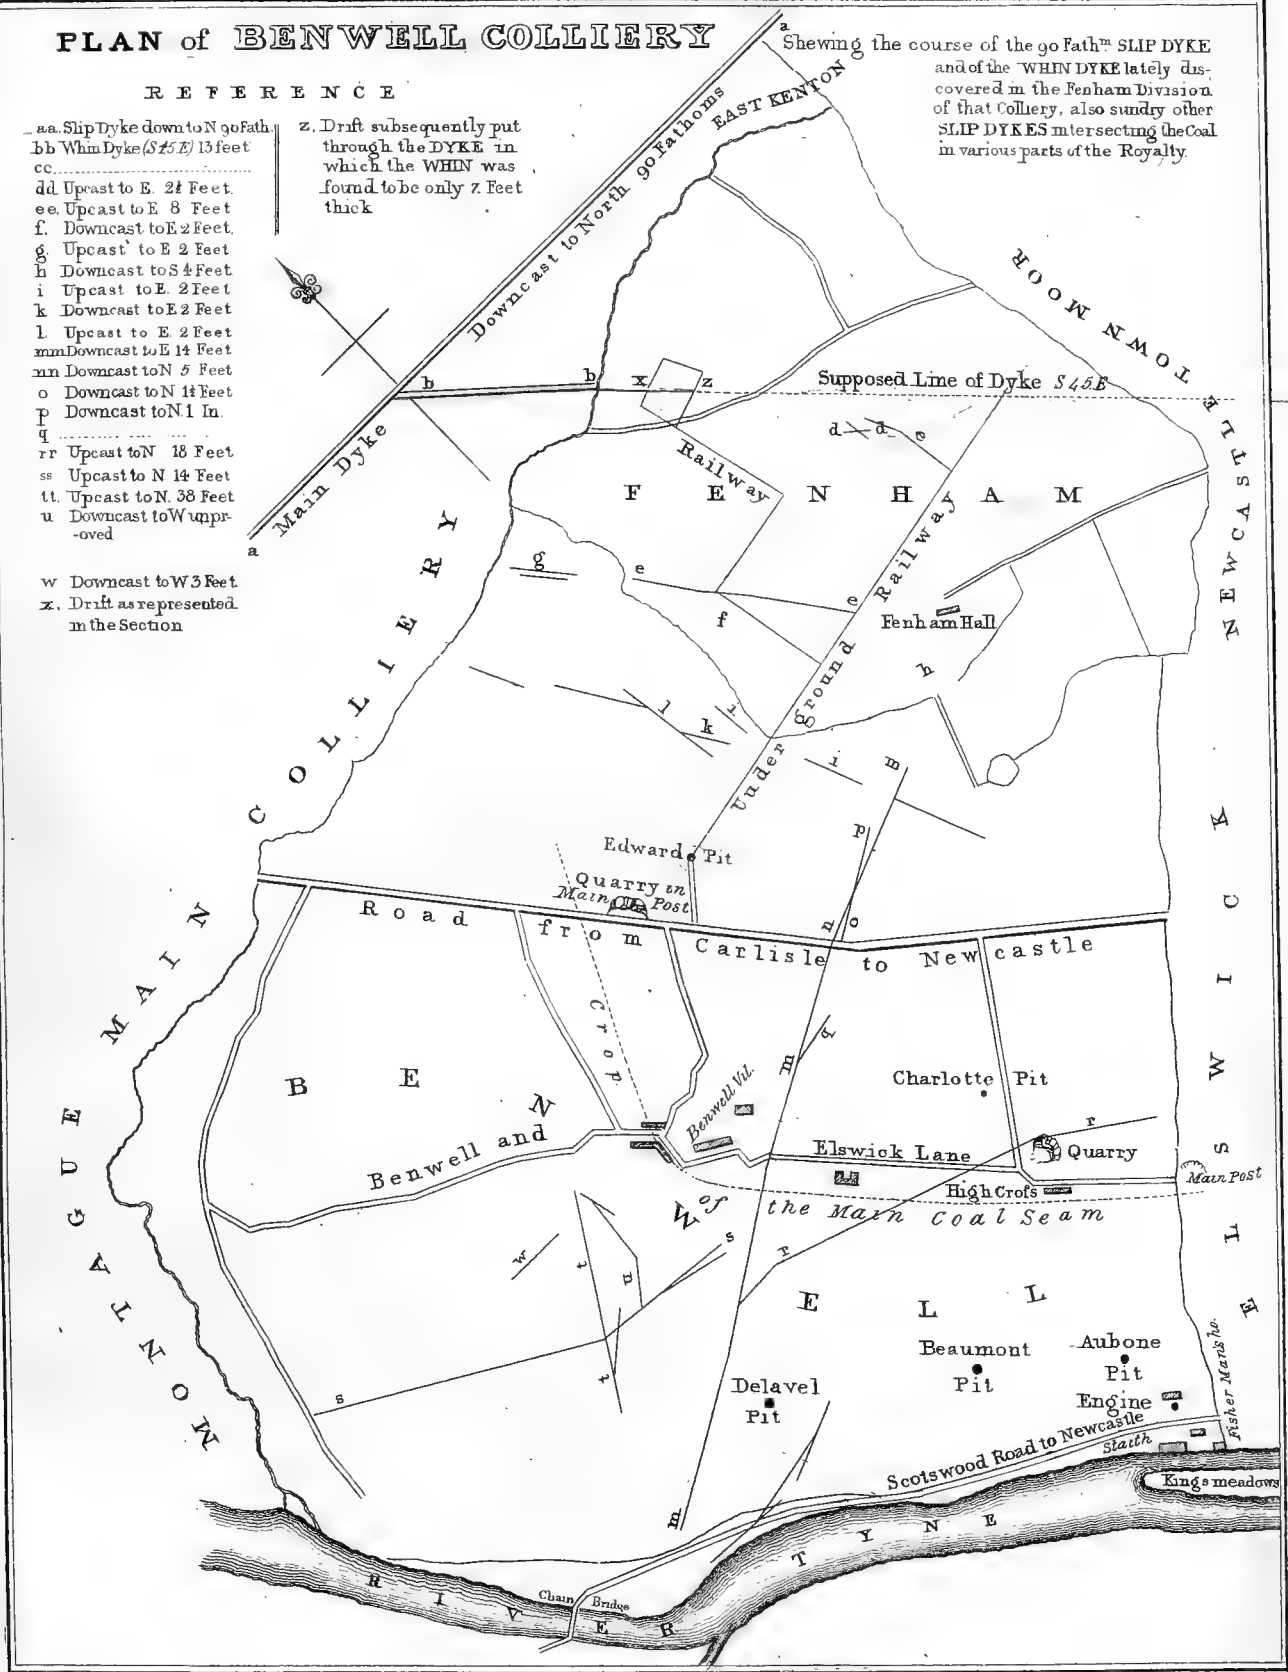 PLAN of BENWELL COLLIERY
Shewing the course of the 90 Fathm SLIP DYKE
and of the WHIN DYKE lately dis-
covered in the Fenham Division
of that Colliery, also sundry other
SLIP DYKES intersecting the Coal
in various parts of the Royalty.
REFERENCE
aa. Slip Dyke down to N 90 Fath.
bb Whin Dyke (S 45 E) 13 feet
cc
dd Upcast to E. 2½ Feet.
ee. Upcast to E 8 Feet
f. Downcast to E 2 Feet.
g. Upcast to E 2 Feet
h Downcast to S 4 Feet
i Upcast to E. 2 Feet
k Downcast to E 2 Feet
l Upcast to E. 2 Feet
mm Downcast to E 14 Feet
nn Downcast to N 5 Feet
o Downcast to N 1½ Feet
p Downcast to N. 1 In.
q
rr Upcast to N 18 Feet
ss Upcast to N 14 Feet
tt. Upcast to N. 38 Feet
u Downcast to W unpr-
-oved
w Downcast to W 3 Feet
x. Drift as represented
in the Section
z. Drift subsequently put
through the DYKE in
which the WHIN was
found to be only 7 Feet
thick
a
Downcast to North 90 Fathoms
EAST KENTON
TOWN MOOR
NEWCASTLE
b
b
x
z
Supposed Line of Dyke S 45. E
Main Dyke
a
d
d
e
Railway
FENHAM
g
e
e
f
Under ground Railway
Fenham Hall
h
l
k
i
i
m
p
Edward Pit
Quarry in
Main Post
n
o
Road from Carlisle to Newcastle
MONTAGUE MAIN COLLIERY
ELSWICK
Crop
m
q
BENWELL
Charlotte Pit
Benwell Vil.
r
Quarry
Benwell and
Elswick Lane
High Crofs
Main Post
of
the Main Coal Seam
w
t
u
s
r
s
t
Beaumont
Pit
Aubone
Pit
Delavel
Pit
Engine
Staith
Fisher Man's ho.
Scotswood Road to Newcastle
Kings meadows
m
Chain Bridge
RIVER TYNE